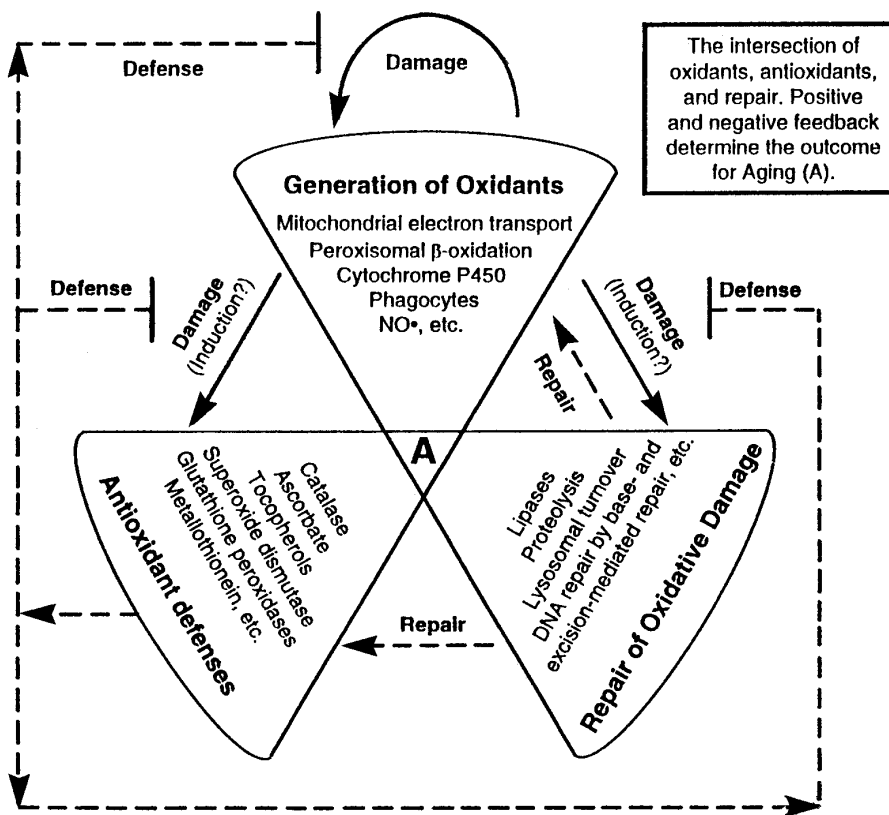 Defense
Damage
The intersection of
oxidants, antioxidants,
and repair. Positive
and negative feedback
determine the outcome
for Aging (A).
Generation of Oxidants
Mitochondrial electron transport
Peroxisomal β-oxidation
Cytochrome P450
Phagocytes
NO•, etc.
Defense
Damage
(Induction?)
Damage
(Induction?)
Defense
Repair
A
Catalase
Ascorbate
Tocopherols
Superoxide dismutase
Glutathione peroxidases
Metallothionein, etc.
Antioxidant defenses
Lipases
Proteolysis
Lysosomal turnover
DNA repair by base- and
excision-mediated repair, etc.
Repair of Oxidative Damage
Repair